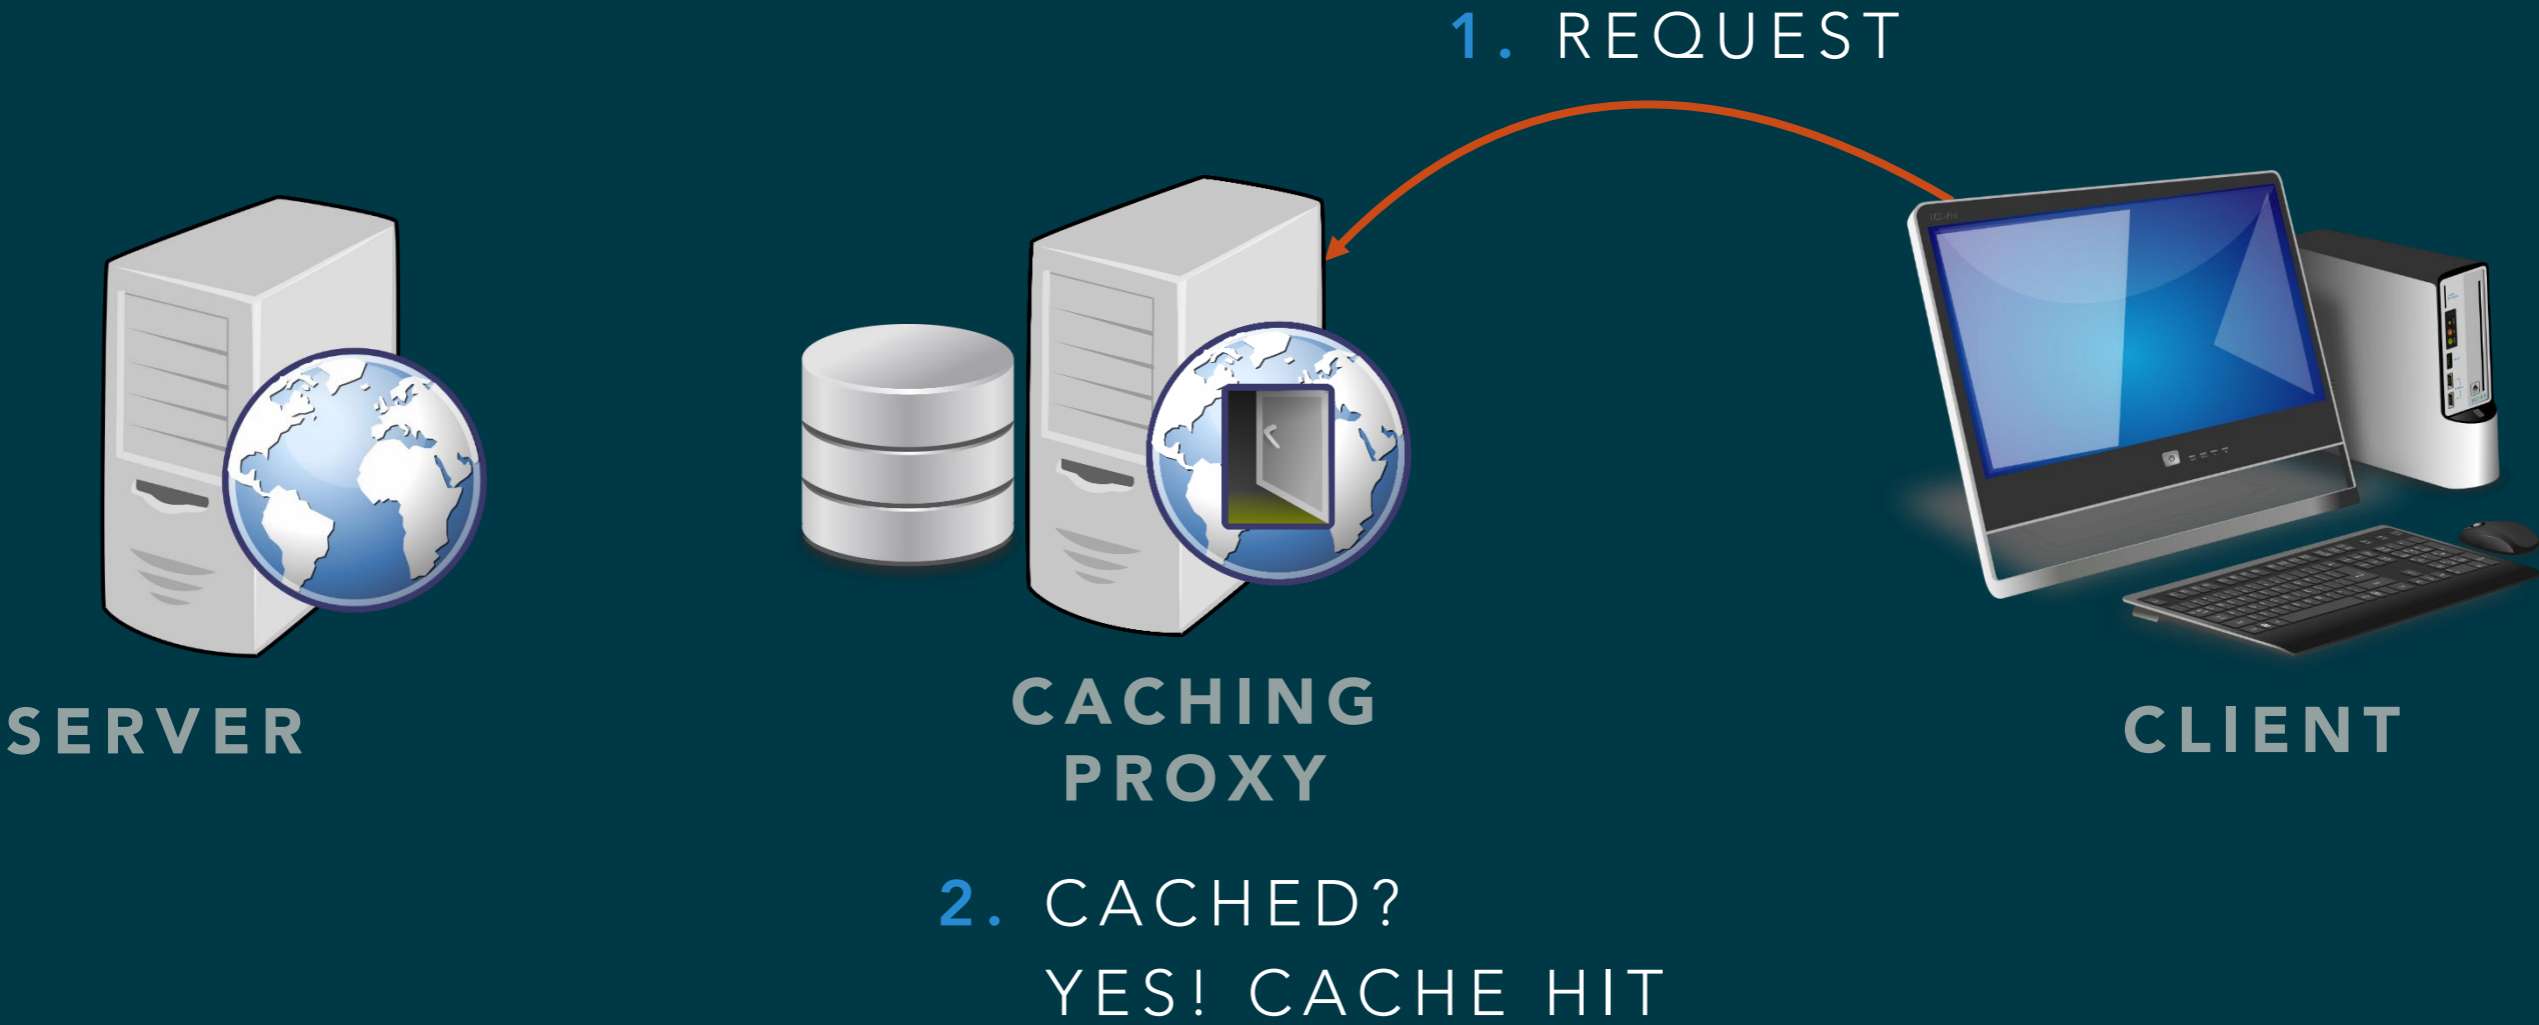 1. REQUEST
SERVER
CACHING
PROXY
CLIENT
2. CACHED?
YES! CACHE HIT